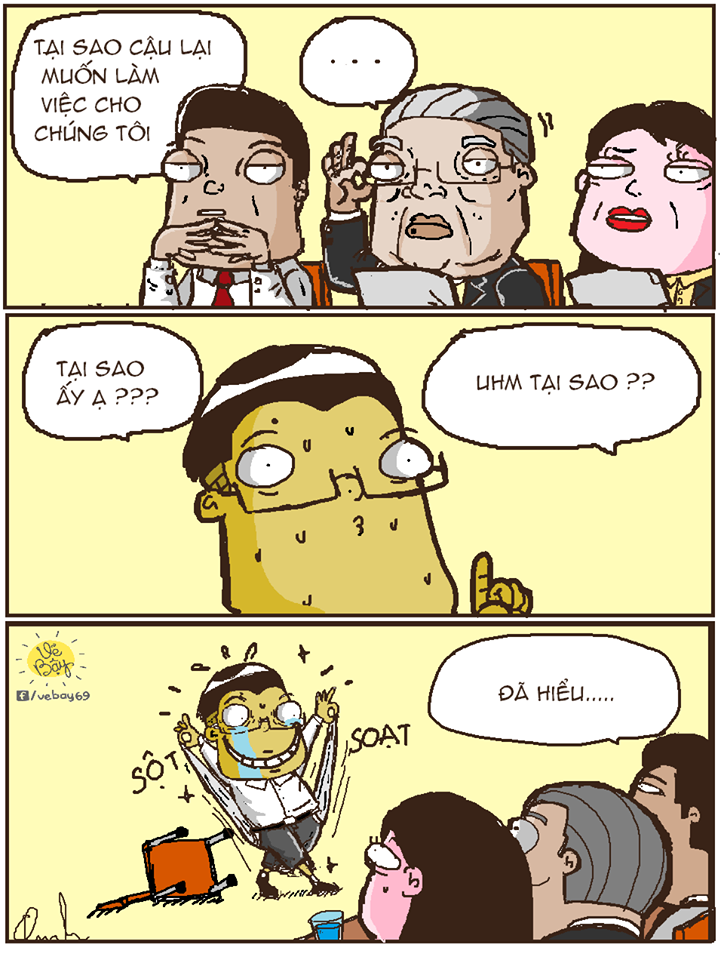 TẠI SAO CẬU LẠI
MUỐN LÀM
VIỆC CHO
CHÚNG TÔI
...
TẠI SAO
ẤY Ạ ???
UHM TẠI SAO ??
Vẽ
Bậy
f/vebay69
SỘT
SOẠT
ĐÃ HIỂU.....